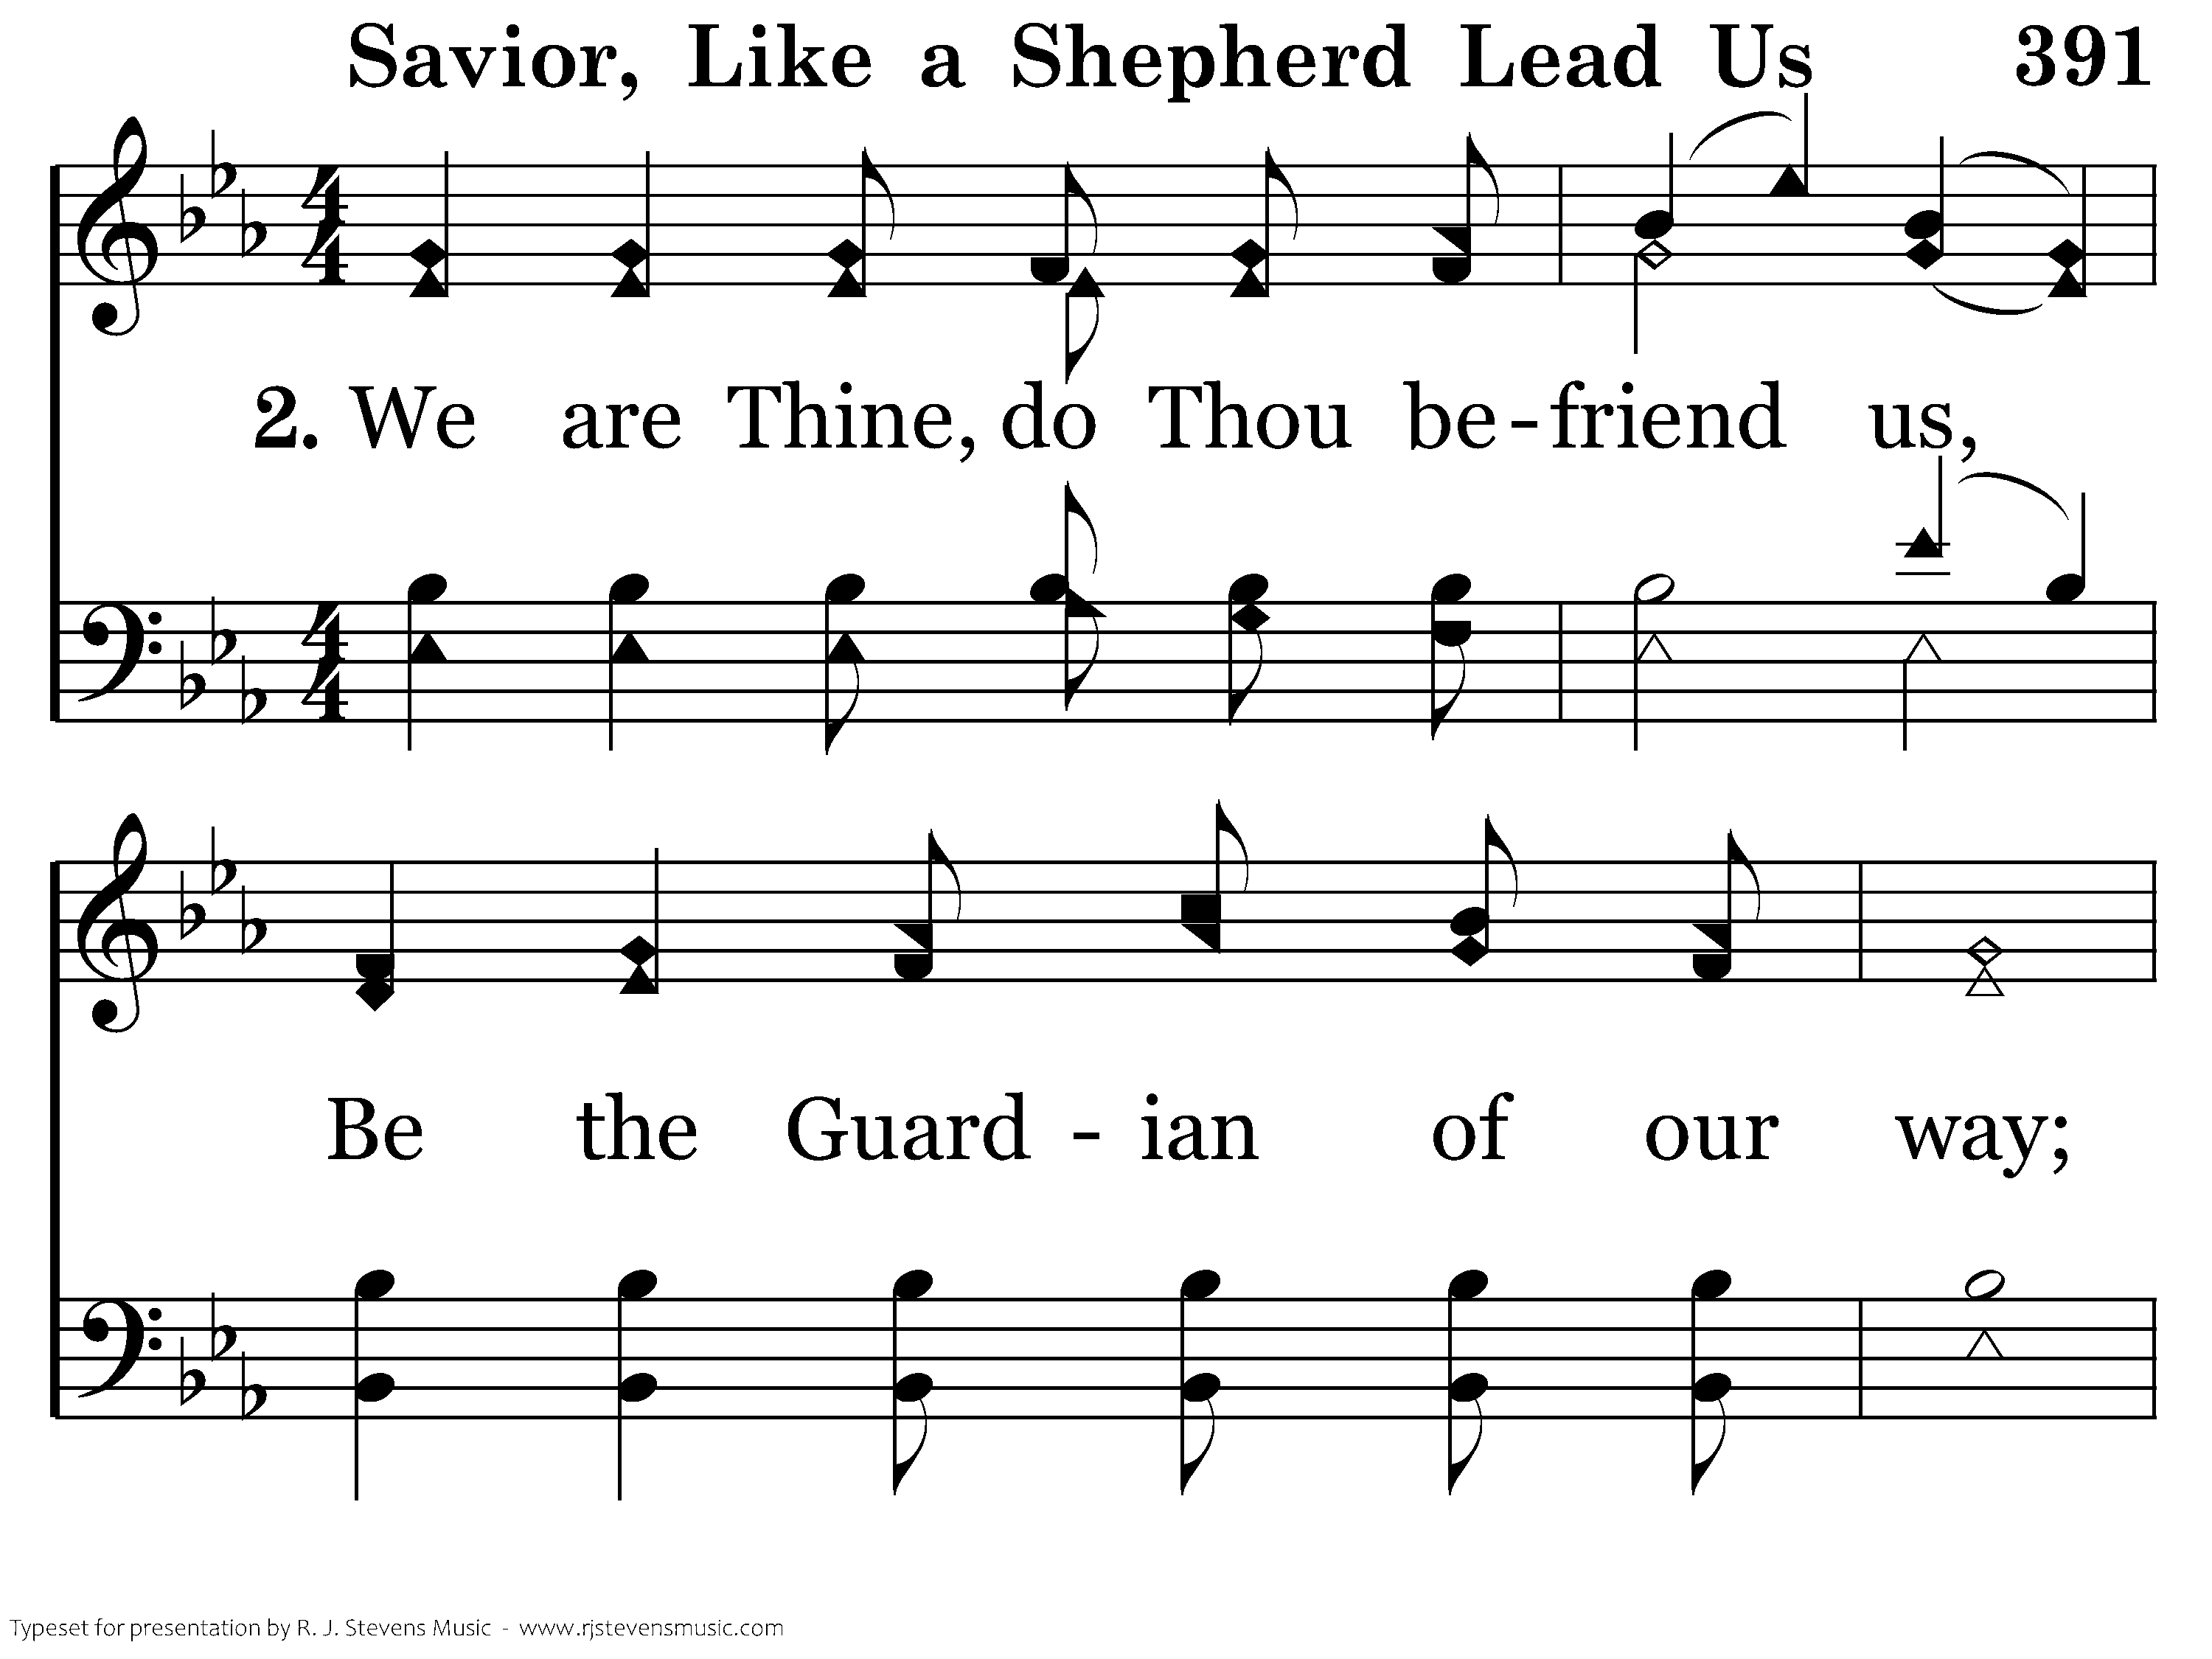 Savior, Like a Shepherd Lead Us 391
2. We are Thine, do Thou be-friend us,
Be the Guard - ian of our way;
Typeset for presentation by R. J. Stevens Music - www.rjstevensmusic.com